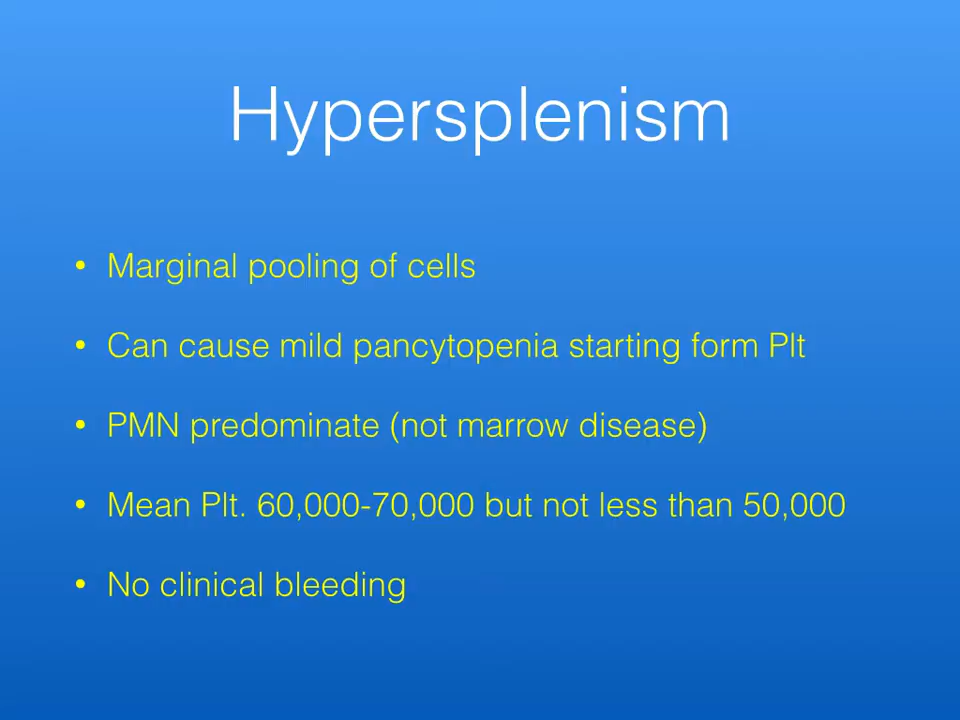 Hypersplenism
• Marginal pooling of cells
• Can cause mild pancytopenia starting form Plt
• PMN predominate (not marrow disease)
• Mean Plt. 60,000-70,000 but not less than 50,000
• No clinical bleeding